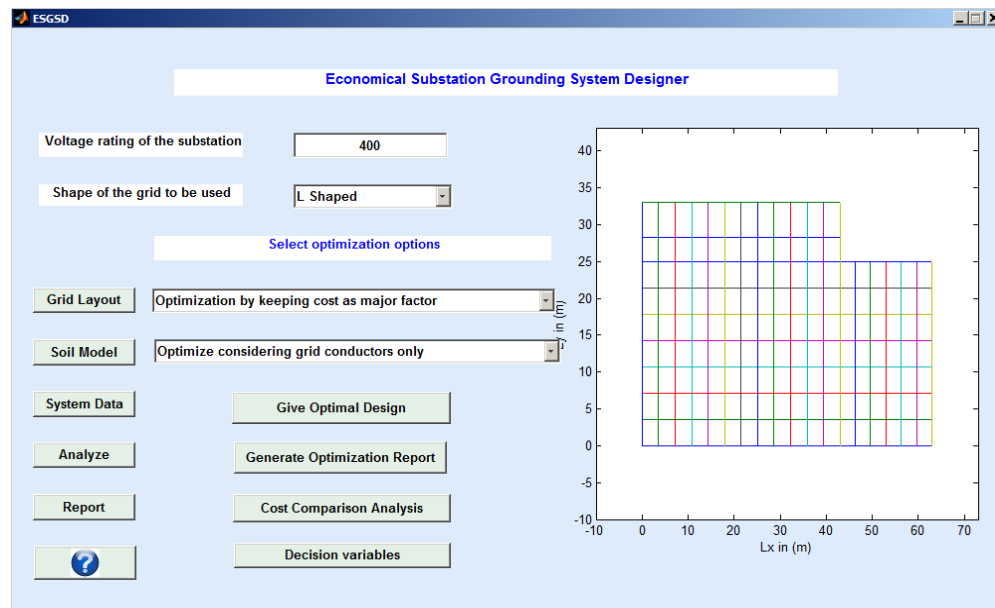 ESGSD
Economical Substation Grounding System Designer
Voltage rating of the substation
400
Shape of the grid to be used
L Shaped
Select optimization options
Grid Layout
Optimization by keeping cost as major factor
Soil Model
Optimize considering grid conductors only
System Data
Give Optimal Design
Analyze
Generate Optimization Report
Report
Cost Comparison Analysis
?
Decision variables
40
35
30
25
20
15
10
5
0
-5
-10
in (m)
-10 0 10 20 30 40 50 60 70
Lx in (m)